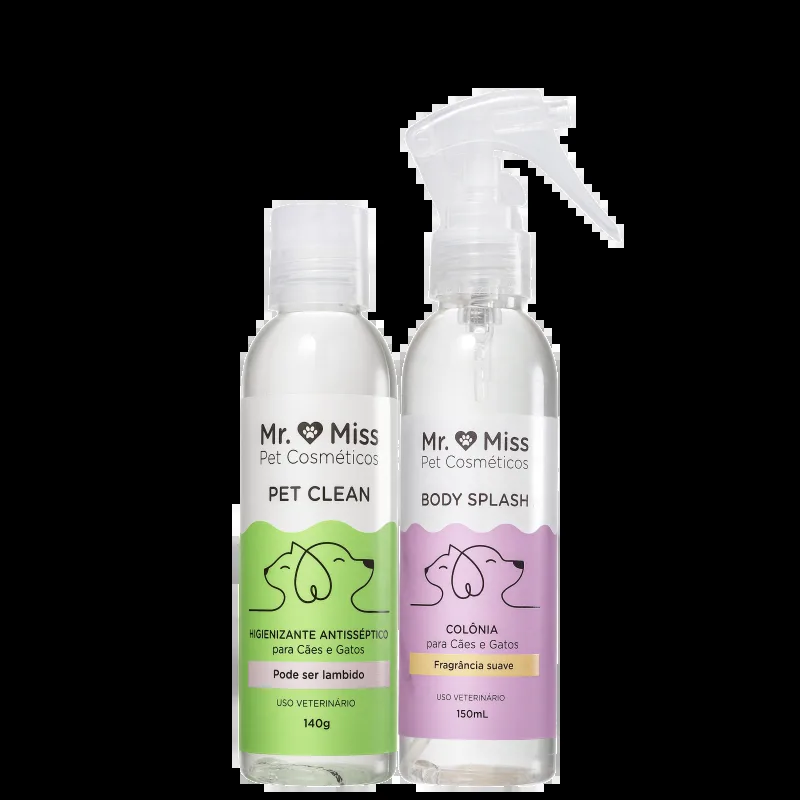 Mr. Miss
Pet Cosméticos
PET CLEAN
HIGIENIZANTE ANTISSÉPTICO
para Cães e Gatos
Pode ser lambido
USO VETERINÁRIO
140g
Mr. Miss
Pet Cosméticos
BODY SPLASH
COLÔNIA
para Cães e Gatos
Fragrância suave
USO VETERINÁRIO
150mL